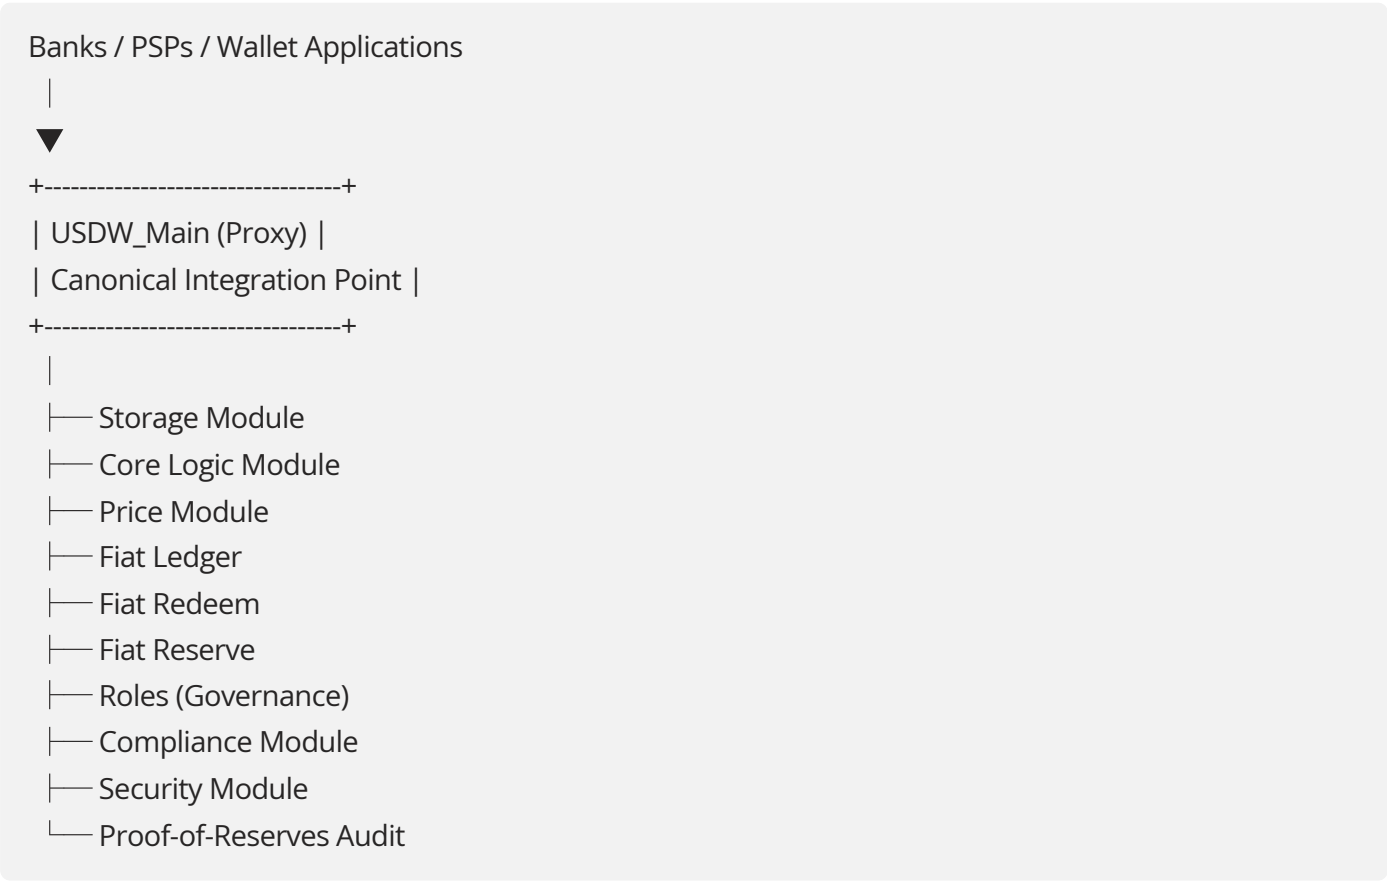 Banks / PSPs / Wallet Applications
│
▼
+----------------------------------+
| USDW_Main (Proxy) |
| Canonical Integration Point |
+----------------------------------+
│
├── Storage Module
├── Core Logic Module
├── Price Module
├── Fiat Ledger
├── Fiat Redeem
├── Fiat Reserve
├── Roles (Governance)
├── Compliance Module
├── Security Module
└── Proof-of-Reserves Audit